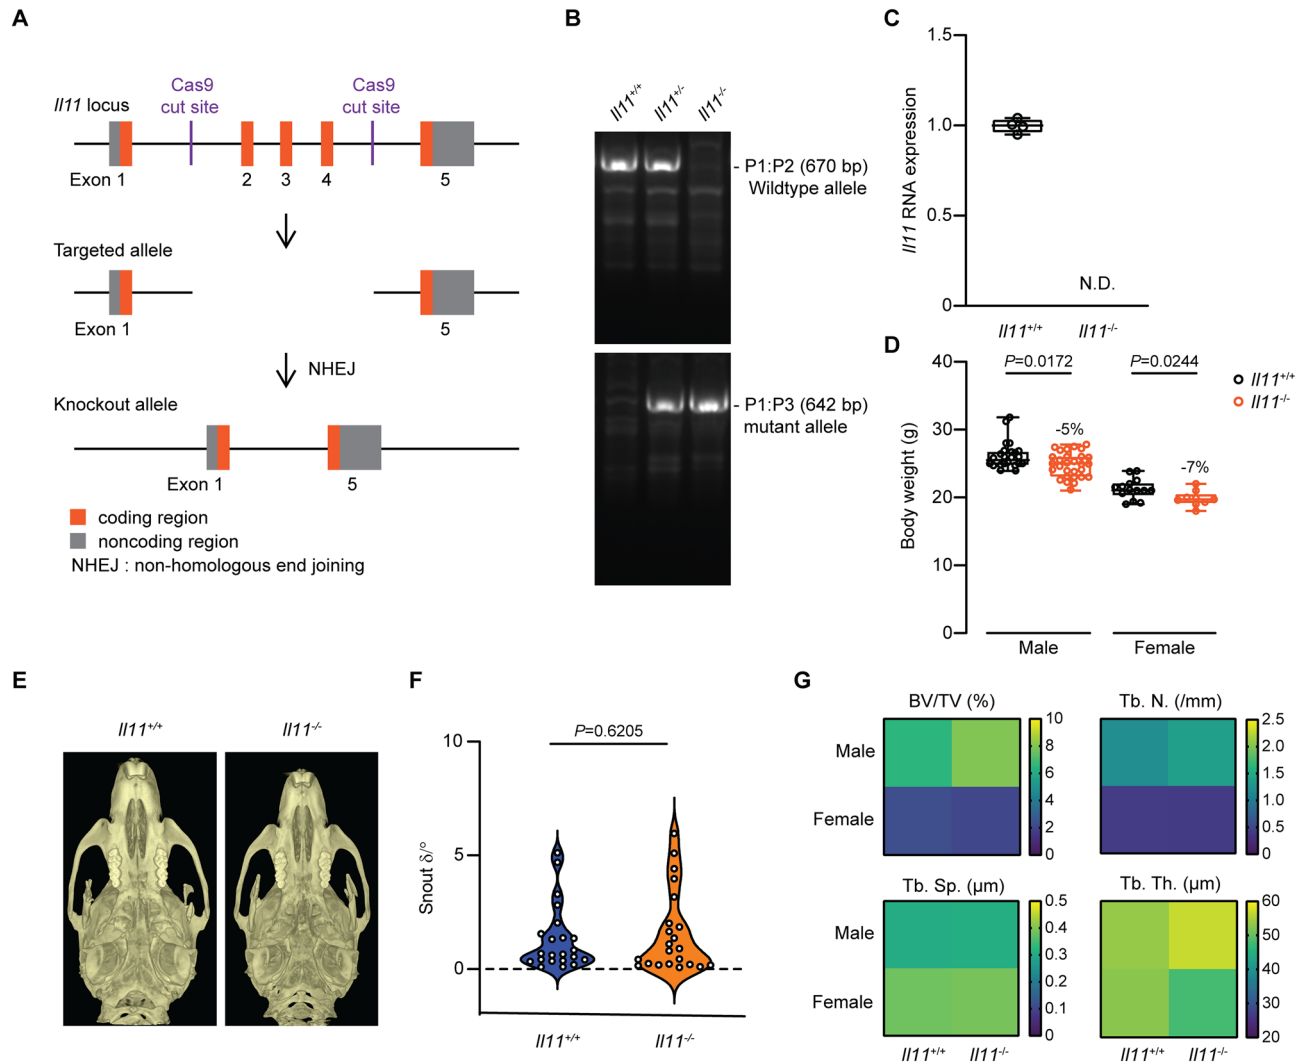 A
Il11 locus
Cas9
cut site
Cas9
cut site
Exon 1
2
3
4
5
Targeted allele
Exon 1
5
NHEJ
Knockout allele
Exon 1
5
coding region
noncoding region
NHEJ : non-homologous end joining
B
Il11+/+
Il11+/-
Il11-/-
- P1:P2 (670 bp)
Wildtype allele
- P1:P3 (642 bp)
mutant allele
C
Il11 RNA expression
1.5
1.0
0.5
0
N.D.
Il11+/+
Il11-/-
D
Body weight (g)
40
30
20
10
0
P=0.0172
P=0.0244
-5%
-7%
Male
Female
Il11+/+
Il11-/-
E
Il11+/+
Il11-/-
F
Snout δ/°
10
5
0
P=0.6205
Il11+/+
Il11-/-
G
BV/TV (%)
Male
Female
10
8
6
4
2
0
Tb. N. (/mm)
2.5
2.0
1.5
1.0
0.5
0
Tb. Sp. (µm)
Male
Female
0.5
0.4
0.3
0.2
0.1
0
Il11+/+
Il11-/-
Tb. Th. (µm)
60
50
40
30
20
Il11+/+
Il11-/-